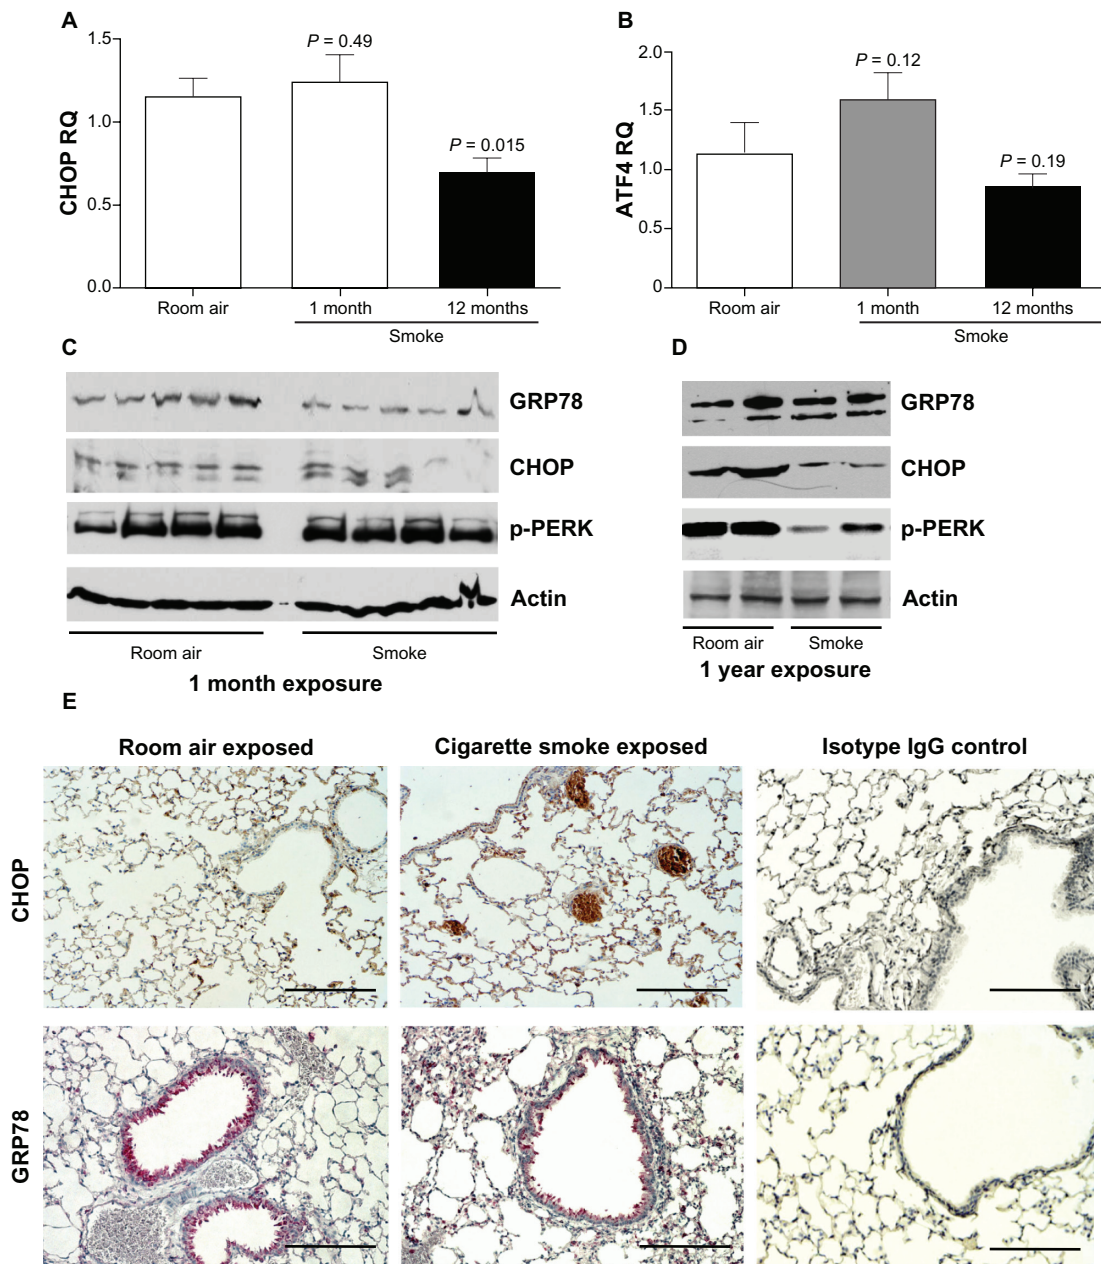 A
CHOP RQ
1.5
1.0
0.5
0.0
P = 0.49
P = 0.015
Room air
1 month
12 months
Smoke
B
ATF4 RQ
2.0
1.5
1.0
0.5
0
P = 0.12
P = 0.19
Room air
1 month
12 months
Smoke
C
GRP78
CHOP
p-PERK
Actin
Room air
Smoke
1 month exposure
D
GRP78
CHOP
p-PERK
Actin
Room air
Smoke
1 year exposure
E
Room air exposed
Cigarette smoke exposed
Isotype IgG control
CHOP
GRP78